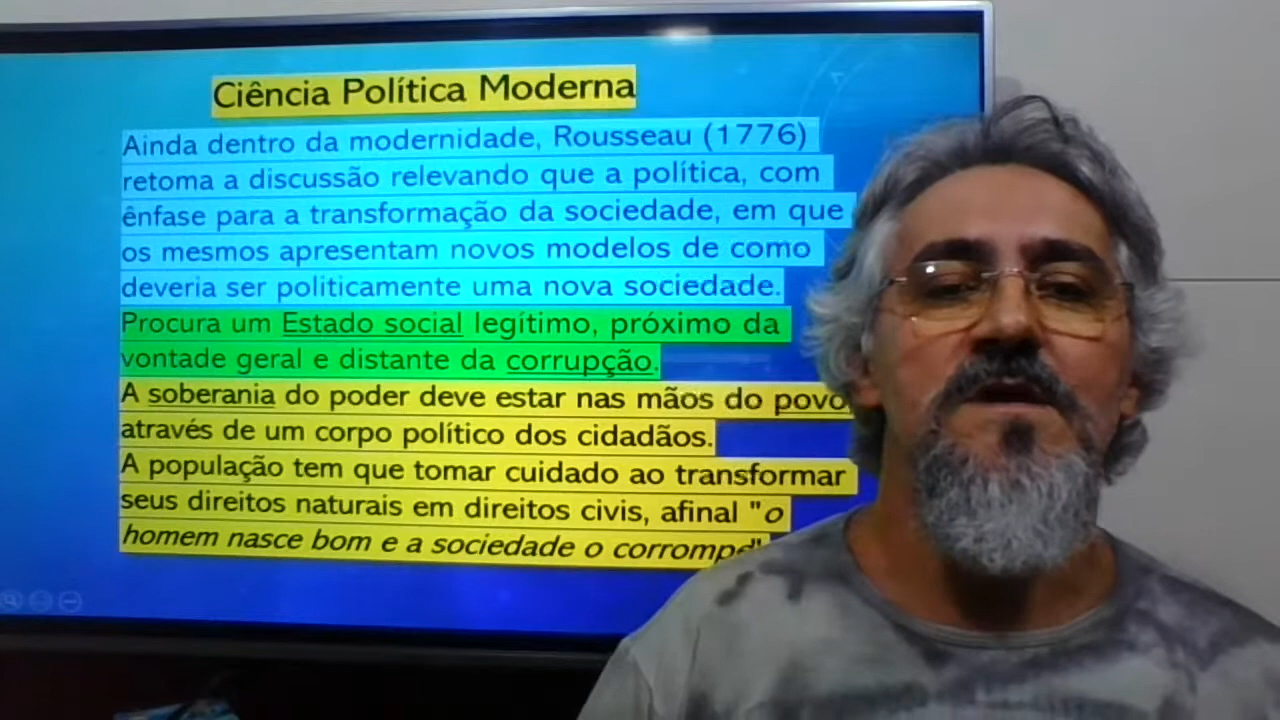 Ciência Política Moderna
Ainda dentro da modernidade, Rousseau (1776)
retoma a discussão relevando que a política, com
ênfase para a transformação da sociedade, em que
os mesmos apresentam novos modelos de como
deveria ser politicamente uma nova sociedade.
Procura um Estado social legítimo, próximo da
vontade geral e distante da corrupção.
A soberania do poder deve estar nas mãos do povo,
através de um corpo político dos cidadãos.
A população tem que tomar cuidado ao transformar
seus direitos naturais em direitos civis, afinal "o
homem nasce bom e a sociedade o corrompe"